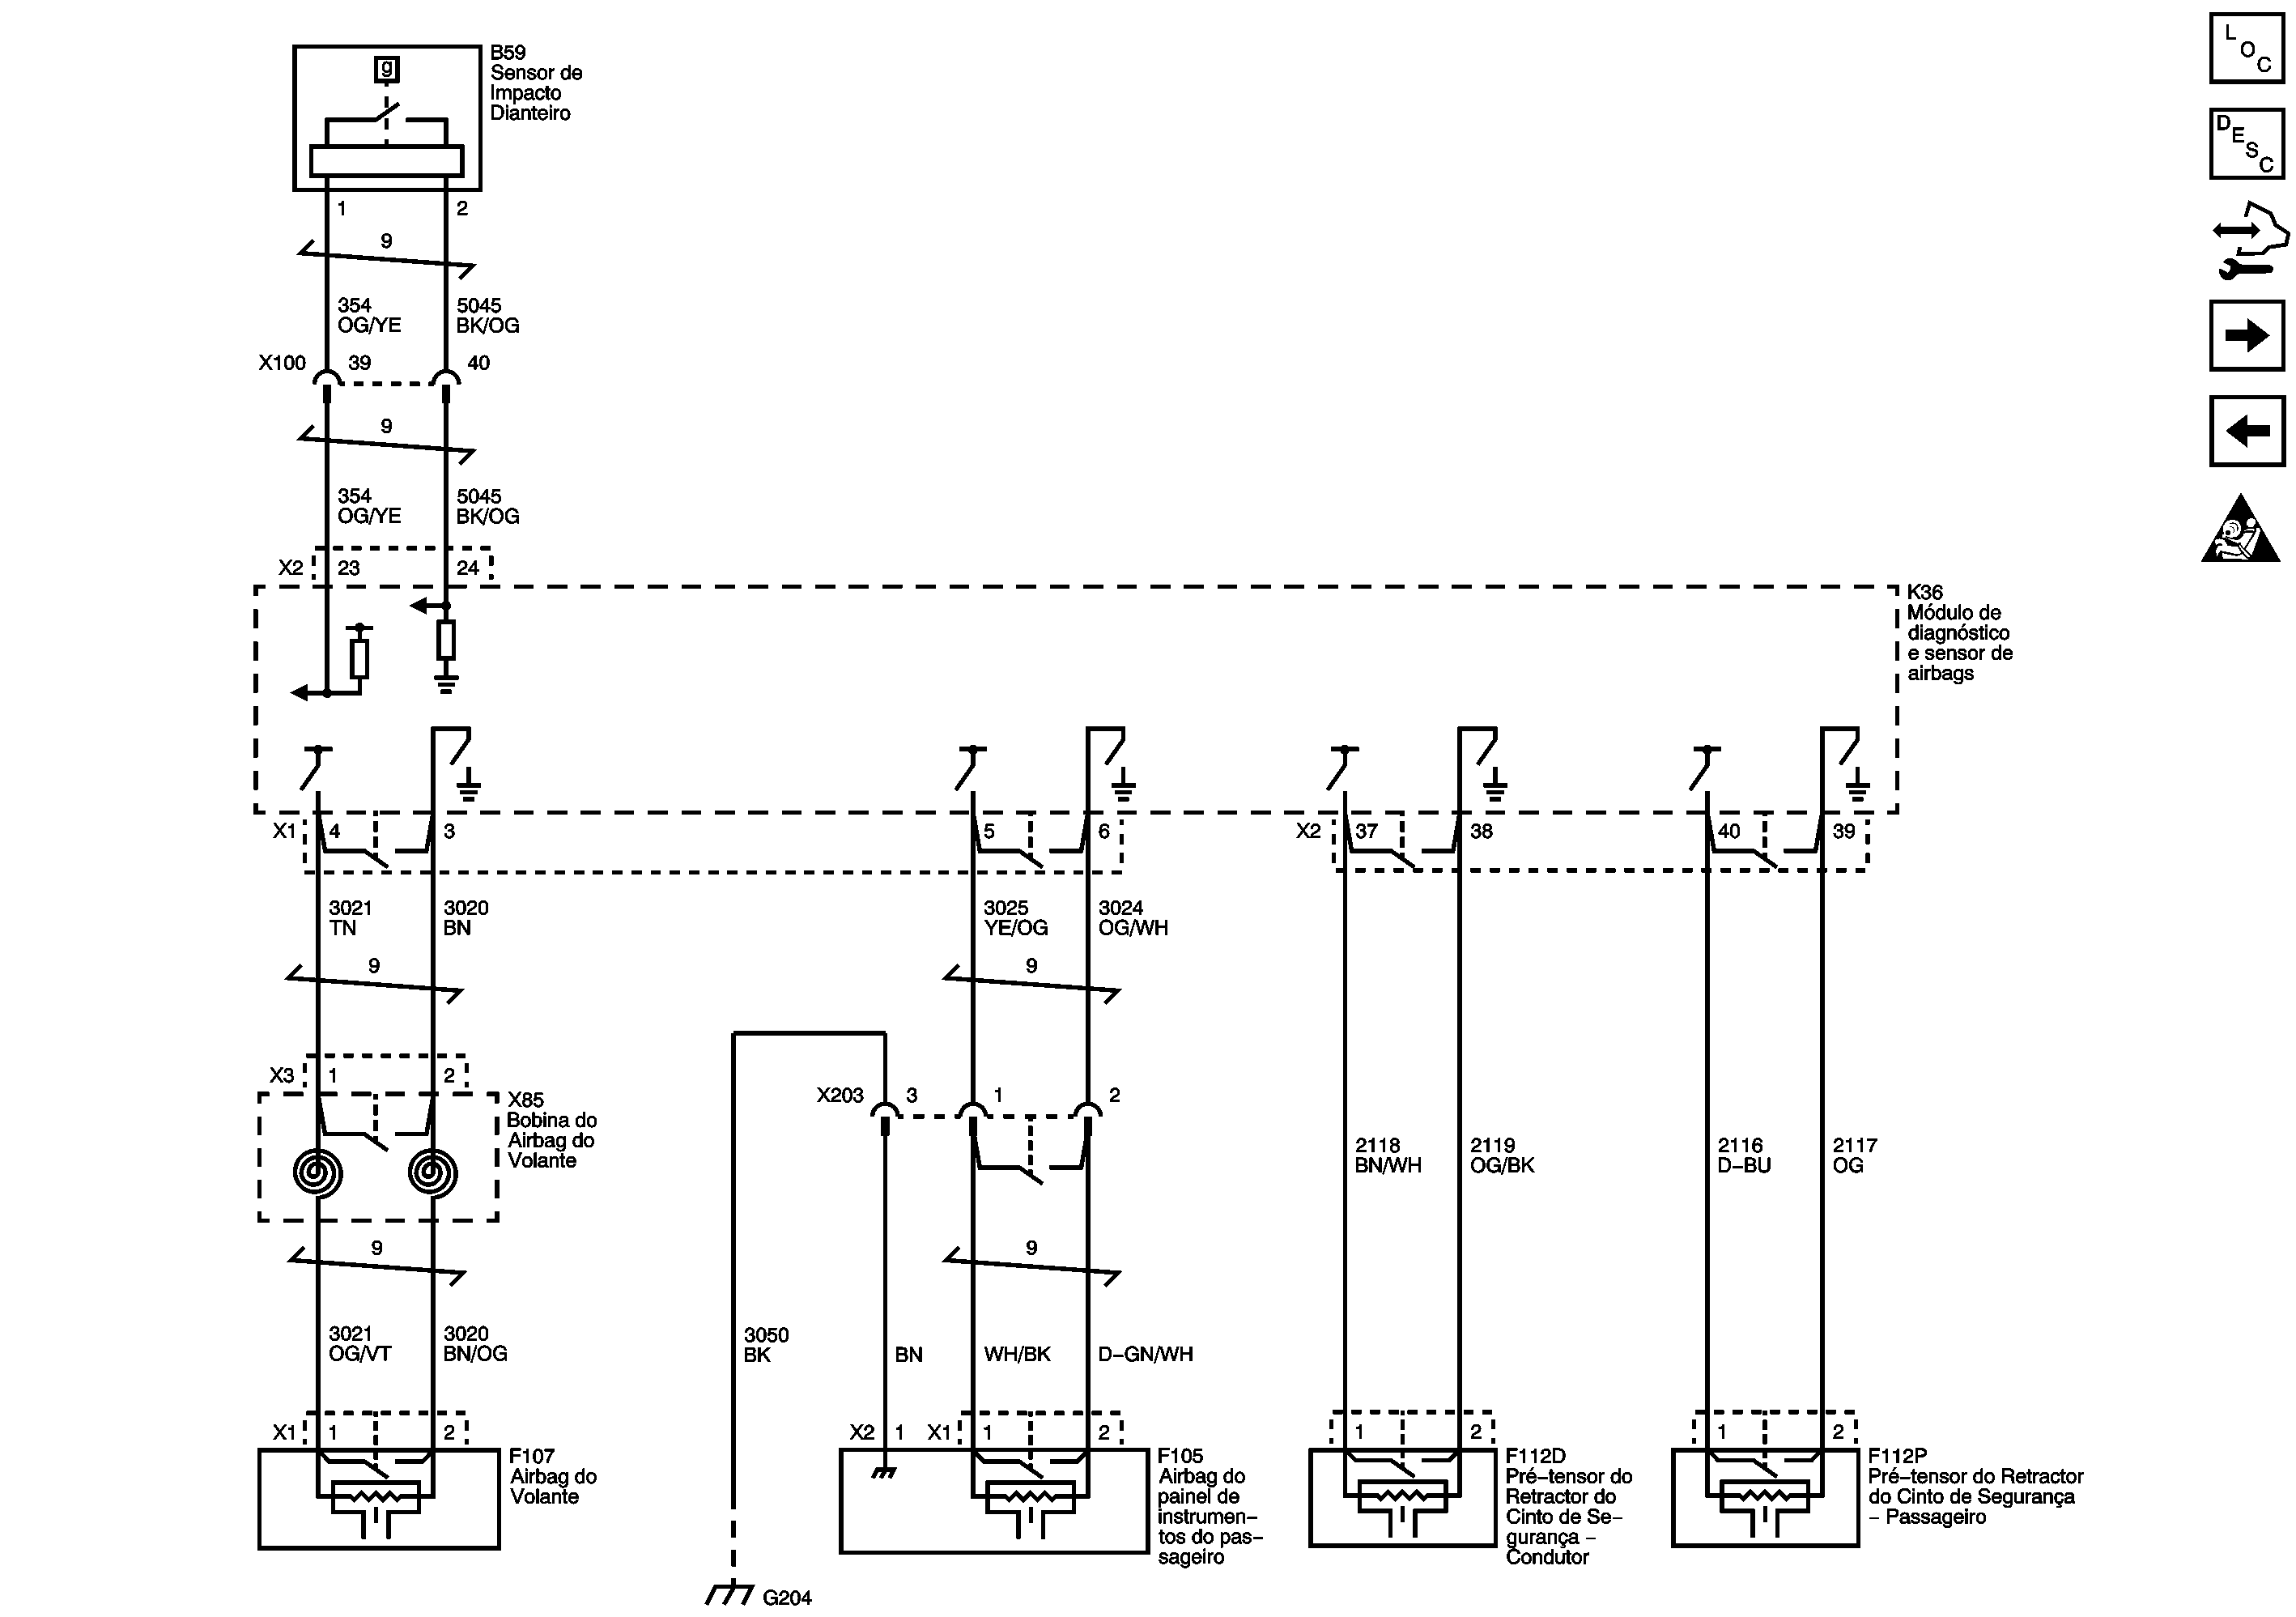 L
O
C
D
E
S
C
B59
Sensor de
Impacto
Dianteiro
g
1
2
9
354
OG/YE
5045
BK/OG
X100
39
40
9
354
OG/YE
5045
BK/OG
X2
23
24
K36
Módulo de
diagnóstico
e sensor de
airbags
X1
4
3
5
6
X2
37
38
40
39
3021
TN
3020
BN
3025
YE/OG
3024
OG/WH
9
9
X3
1
2
X85
Bobina do
Airbag do
Volante
X203
3
1
2
2118
BN/WH
2119
OG/BK
2116
D-BU
2117
OG
9
9
3021
OG/VT
3020
BN/OG
3050
BK
BN
WH/BK
D-GN/WH
X1
1
2
X2
1
X1
1
2
1
2
1
2
F107
Airbag do
Volante
F105
Airbag do
painel de
instrumen-
tos do pas-
sageiro
F112D
Pré-tensor do
Retractor do
Cinto de Se-
gurança -
Condutor
F112P
Pré-tensor do Retractor
do Cinto de Segurança
- Passageiro
G204